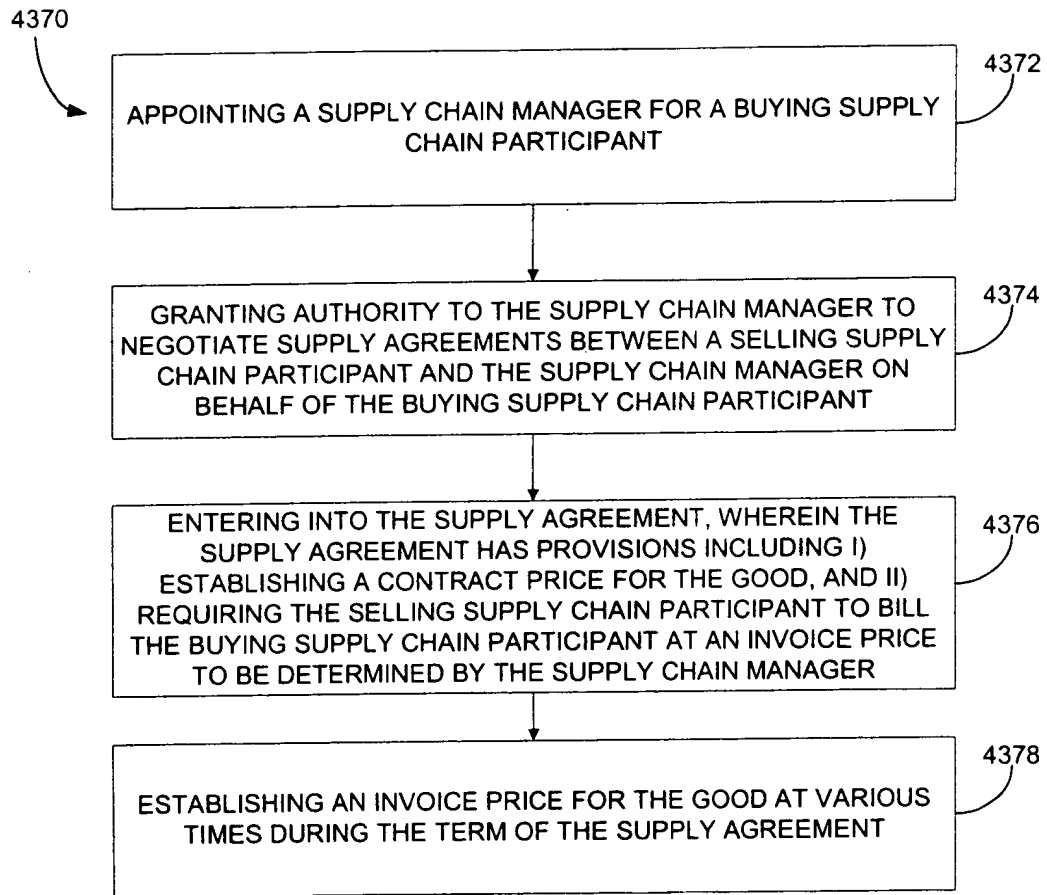 4370
4372
APPOINTING A SUPPLY CHAIN MANAGER FOR A BUYING SUPPLY
CHAIN PARTICIPANT
4374
GRANTING AUTHORITY TO THE SUPPLY CHAIN MANAGER TO
NEGOTIATE SUPPLY AGREEMENTS BETWEEN A SELLING SUPPLY
CHAIN PARTICIPANT AND THE SUPPLY CHAIN MANAGER ON
BEHALF OF THE BUYING SUPPLY CHAIN PARTICIPANT
4376
ENTERING INTO THE SUPPLY AGREEMENT, WHEREIN THE
SUPPLY AGREEMENT HAS PROVISIONS INCLUDING I)
ESTABLISHING A CONTRACT PRICE FOR THE GOOD, AND II)
REQUIRING THE SELLING SUPPLY CHAIN PARTICIPANT TO BILL
THE BUYING SUPPLY CHAIN PARTICIPANT AT AN INVOICE PRICE
TO BE DETERMINED BY THE SUPPLY CHAIN MANAGER
4378
ESTABLISHING AN INVOICE PRICE FOR THE GOOD AT VARIOUS
TIMES DURING THE TERM OF THE SUPPLY AGREEMENT